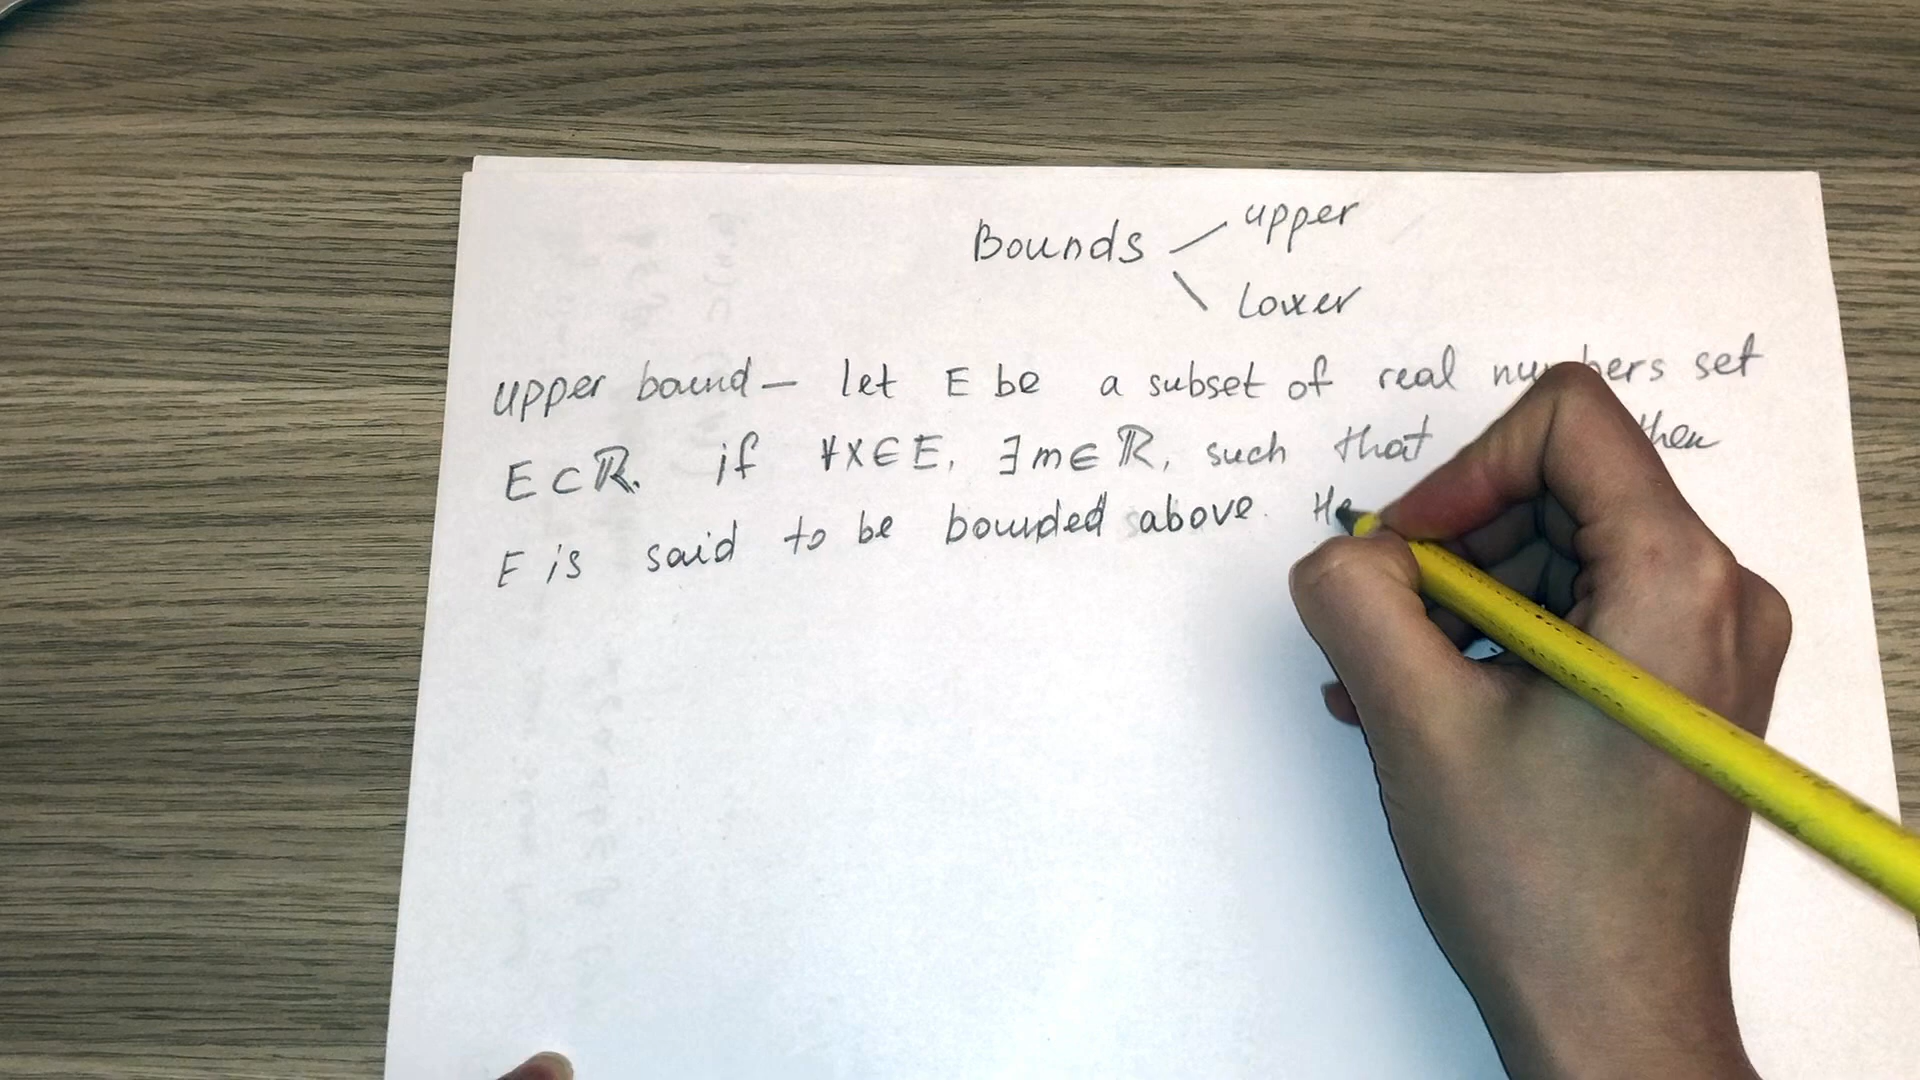 Bounds
upper
Lower
upper bound — let E be a subset of real numbers set
E⊂ℝ. if ∀x∈E, ∃m∈ℝ, such that then
E is said to be bounded above. He